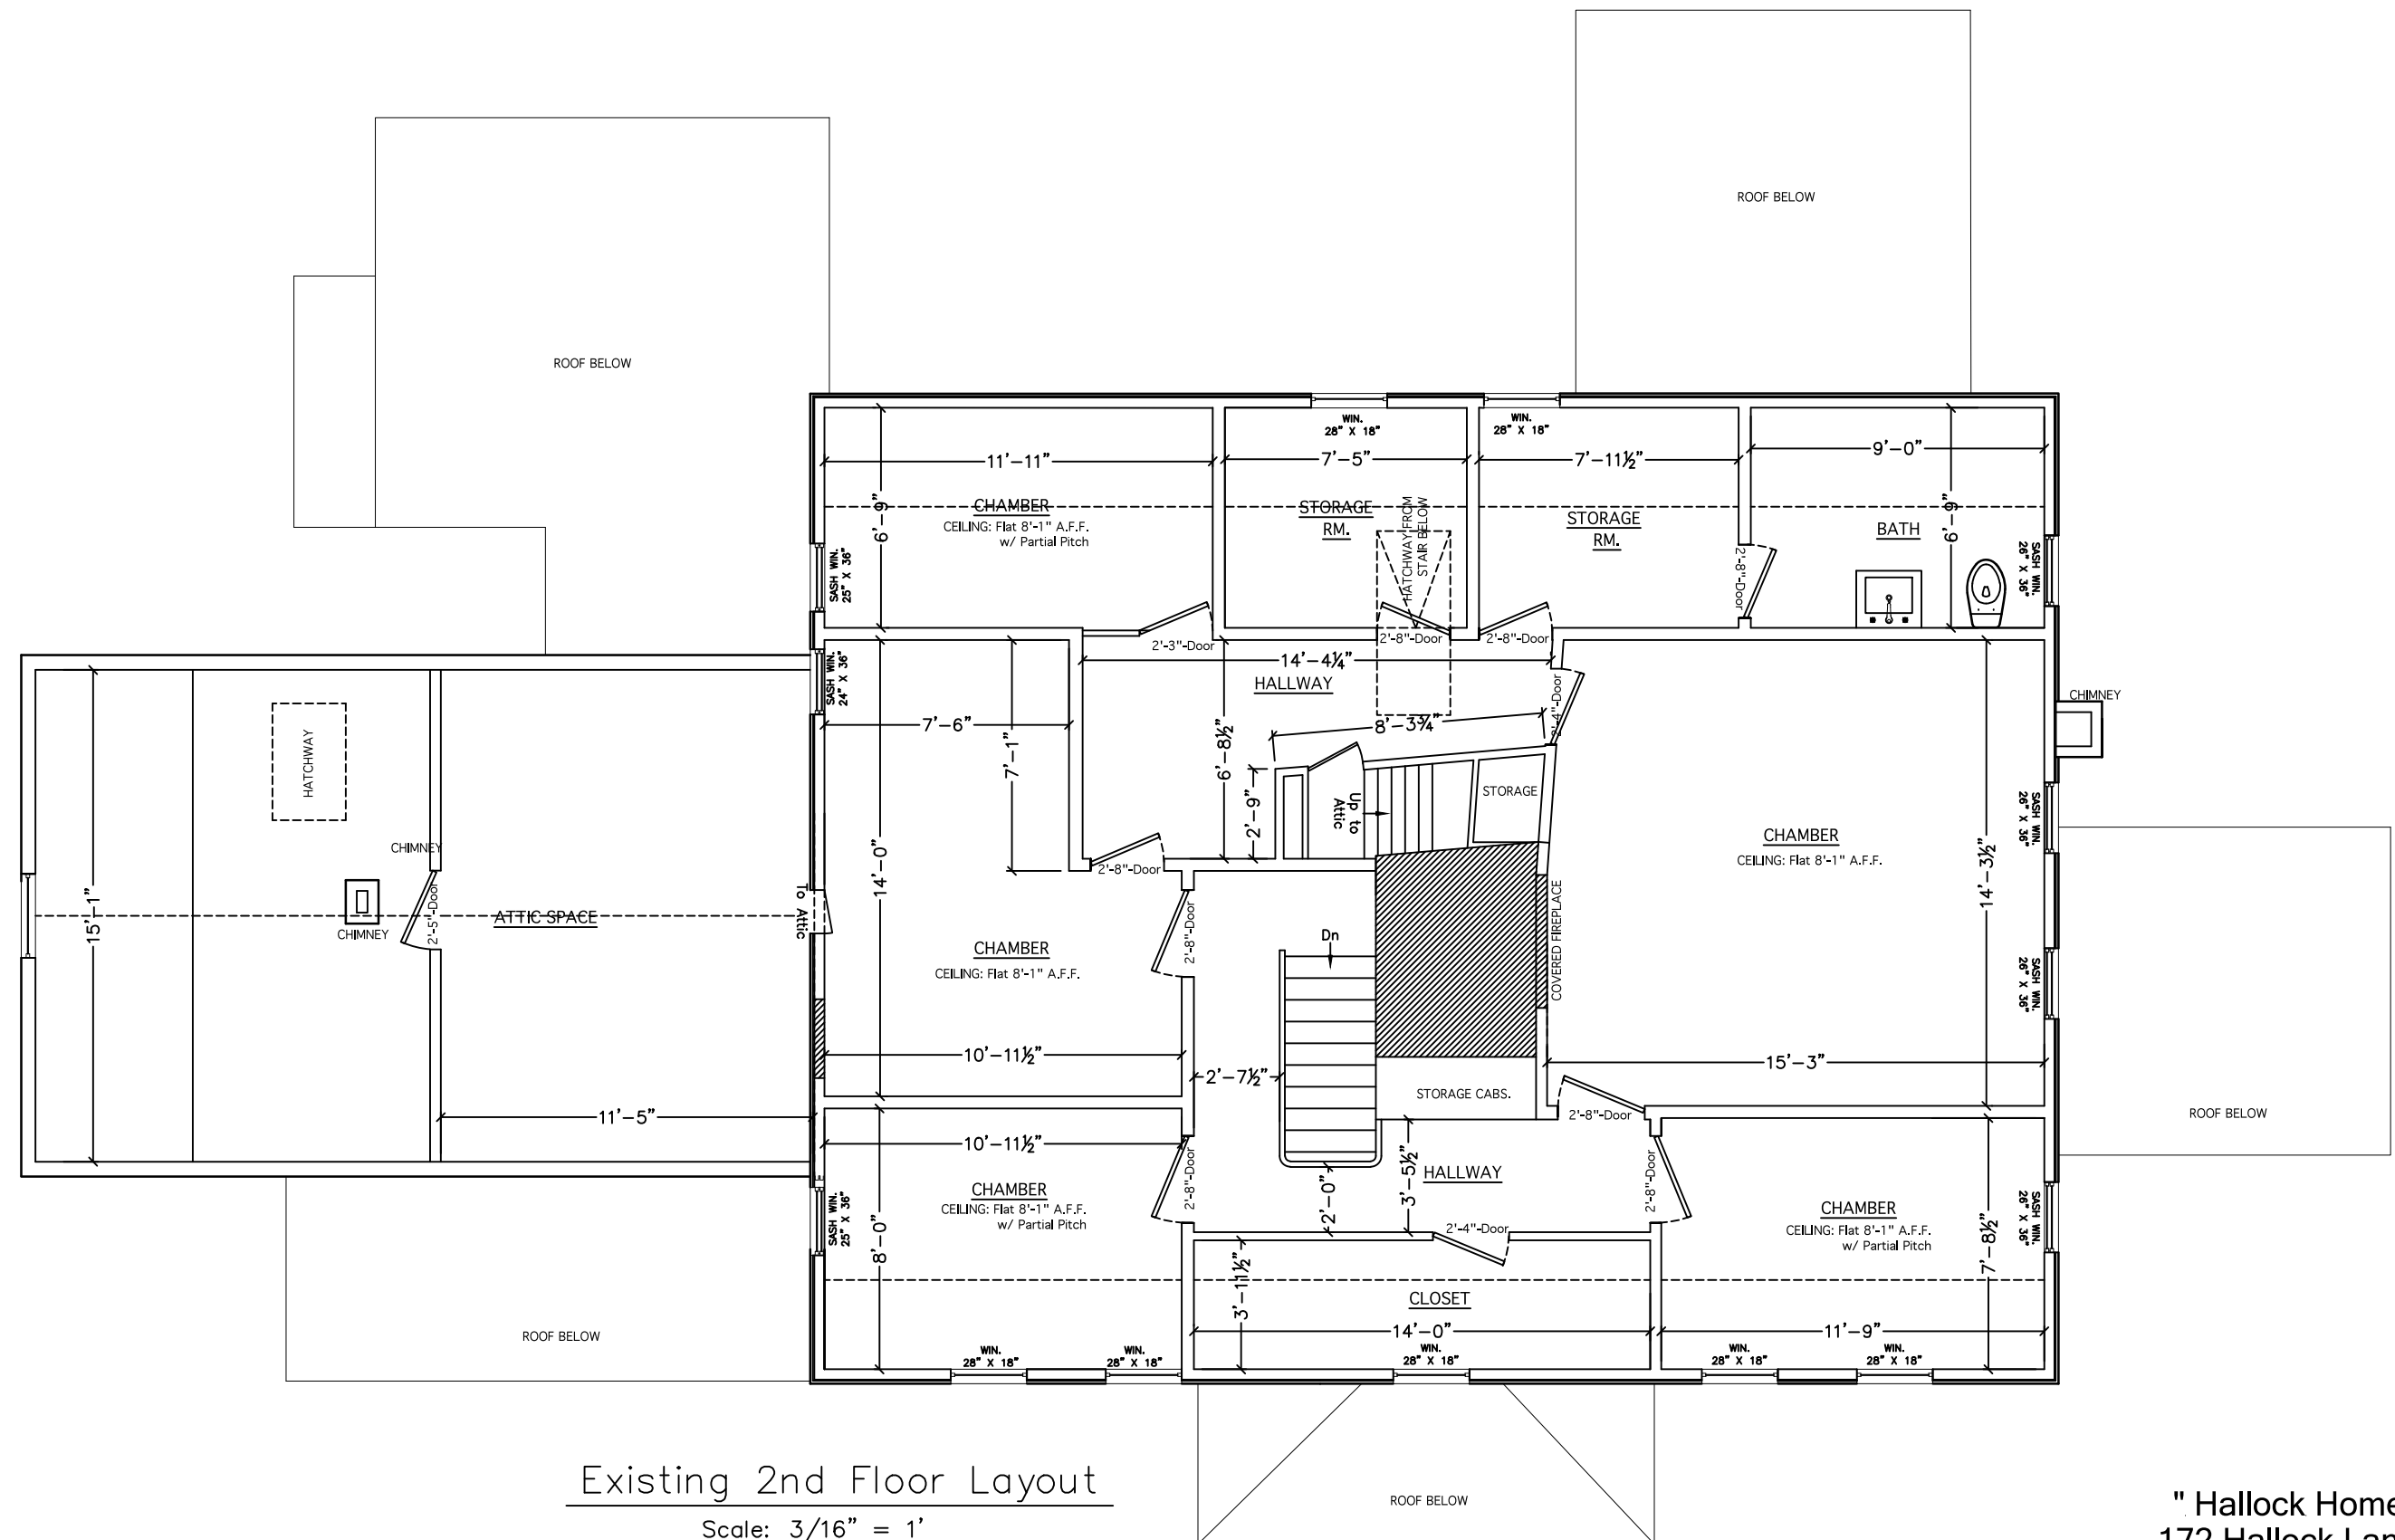 ROOF BELOW
ROOF BELOW
WIN.
28" X 18"
WIN.
28" X 18"
11'-11"
7'-5"
7'-11½"
9'-0"
6'-9"
CHAMBER
CEILING: Flat 8'-1" A.F.F.
w/ Partial Pitch
STORAGE
RM.
HATCHWAY FROM
STAIR BELOW
STORAGE
RM.
BATH
6'-9"
SASH WIN.
25" X 36"
2'-8"-Door
SASH WIN.
26" X 36"
2'-3"-Door
2'-8"-Door
2'-8"-Door
SASH WIN.
24" X 36"
14'-4¼"
HALLWAY
2'-4"-Door
CHIMNEY
7'-6"
7'-1"
6'-8½"
8'-3¾"
HATCHWAY
2'-9"
Up to
Attic
STORAGE
SASH WIN.
26" X 36"
CHAMBER
CEILING: Flat 8'-1" A.F.F.
14'-3½"
CHIMNEY
14'-0"
2'-8"-Door
15'-1"
CHIMNEY
2'-5"-Door
ATTIC SPACE
To Attic
2'-8"-Door
Dn
COVERED FIREPLACE
CHAMBER
CEILING: Flat 8'-1" A.F.F.
SASH WIN.
26" X 36"
10'-11½"
2'-7½"
15'-3"
STORAGE CABS.
2'-8"-Door
ROOF BELOW
11'-5"
10'-11½"
2'-8"-Door
2'-0"
3'-5½"
HALLWAY
2'-8"-Door
CHAMBER
CEILING: Flat 8'-1" A.F.F.
w/ Partial Pitch
SASH WIN.
25" X 36"
8'-0"
2'-4"-Door
CHAMBER
CEILING: Flat 8'-1" A.F.F.
w/ Partial Pitch
7'-8½"
SASH WIN.
26" X 36"
3'-11½"
CLOSET
14'-0"
11'-9"
ROOF BELOW
WIN.
28" X 18"
WIN.
28" X 18"
WIN.
28" X 18"
WIN.
28" X 18"
WIN.
28" X 18"
Existing 2nd Floor Layout
Scale: 3/16" = 1'
ROOF BELOW
" Hallock Home
172 Hallock Lan